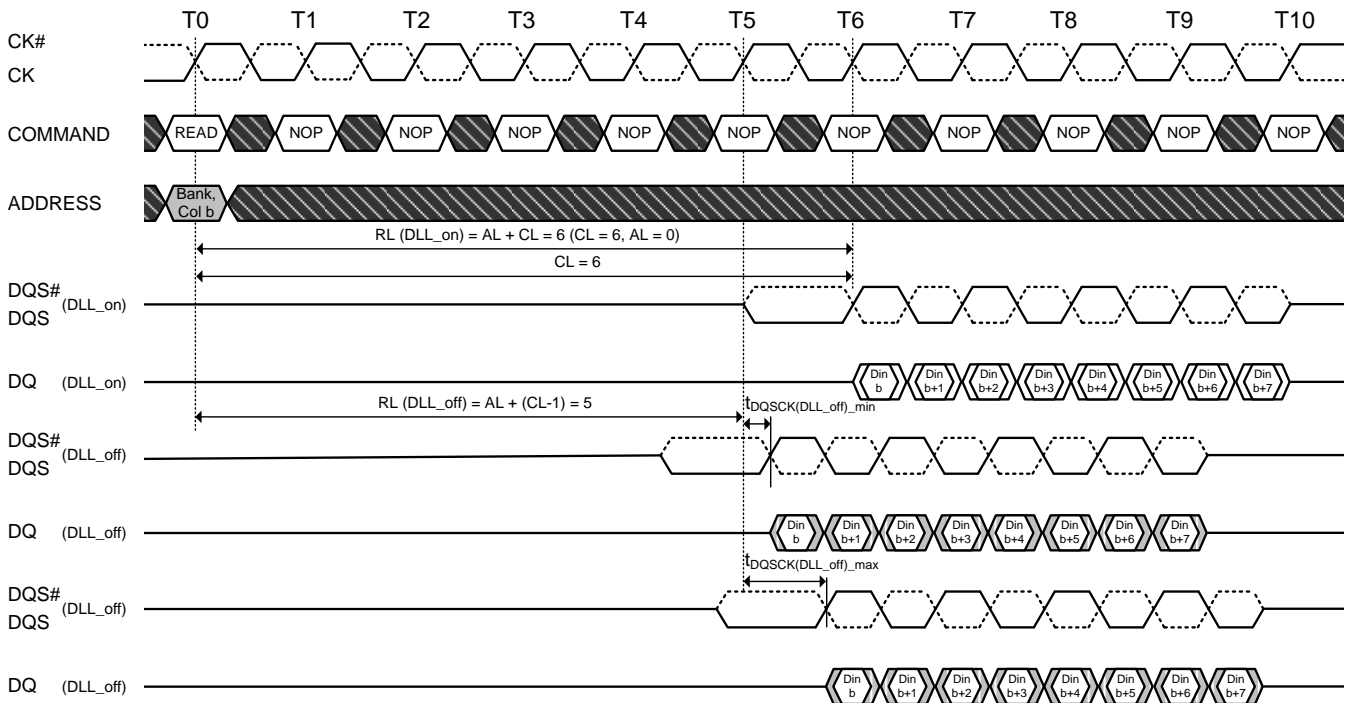 T0 T1 T2 T3 T4 T5 T6 T7 T8 T9 T10
CK#
CK
COMMAND READ NOP NOP NOP NOP NOP NOP NOP NOP NOP NOP
ADDRESS Bank,
Col b
RL (DLL_on) = AL + CL = 6 (CL = 6, AL = 0)
CL = 6
DQS# (DLL_on)
DQS
DQ (DLL_on) Din b Din b+1 Din b+2 Din b+3 Din b+4 Din b+5 Din b+6 Din b+7
RL (DLL_off) = AL + (CL-1) = 5 tDQSCK(DLL_off)_min
DQS# (DLL_off)
DQS
DQ (DLL_off) Din b Din b+1 Din b+2 Din b+3 Din b+4 Din b+5 Din b+6 Din b+7
tDQSCK(DLL_off)_max
DQS# (DLL_off)
DQS
DQ (DLL_off) Din b Din b+1 Din b+2 Din b+3 Din b+4 Din b+5 Din b+6 Din b+7